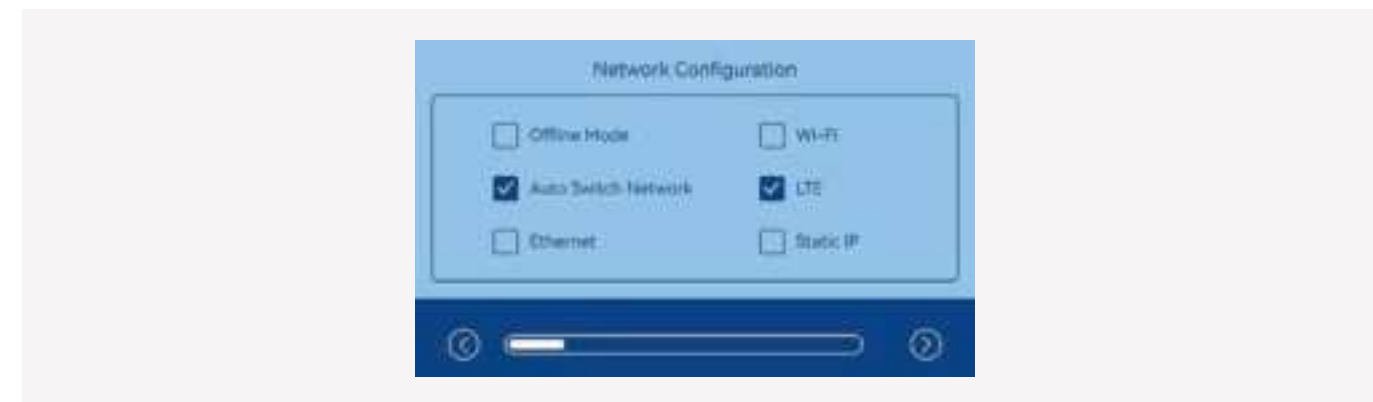 Network Configuration
Offline Mode
Wi-Fi
Auto Switch Network
LTE
Ethernet
Static IP